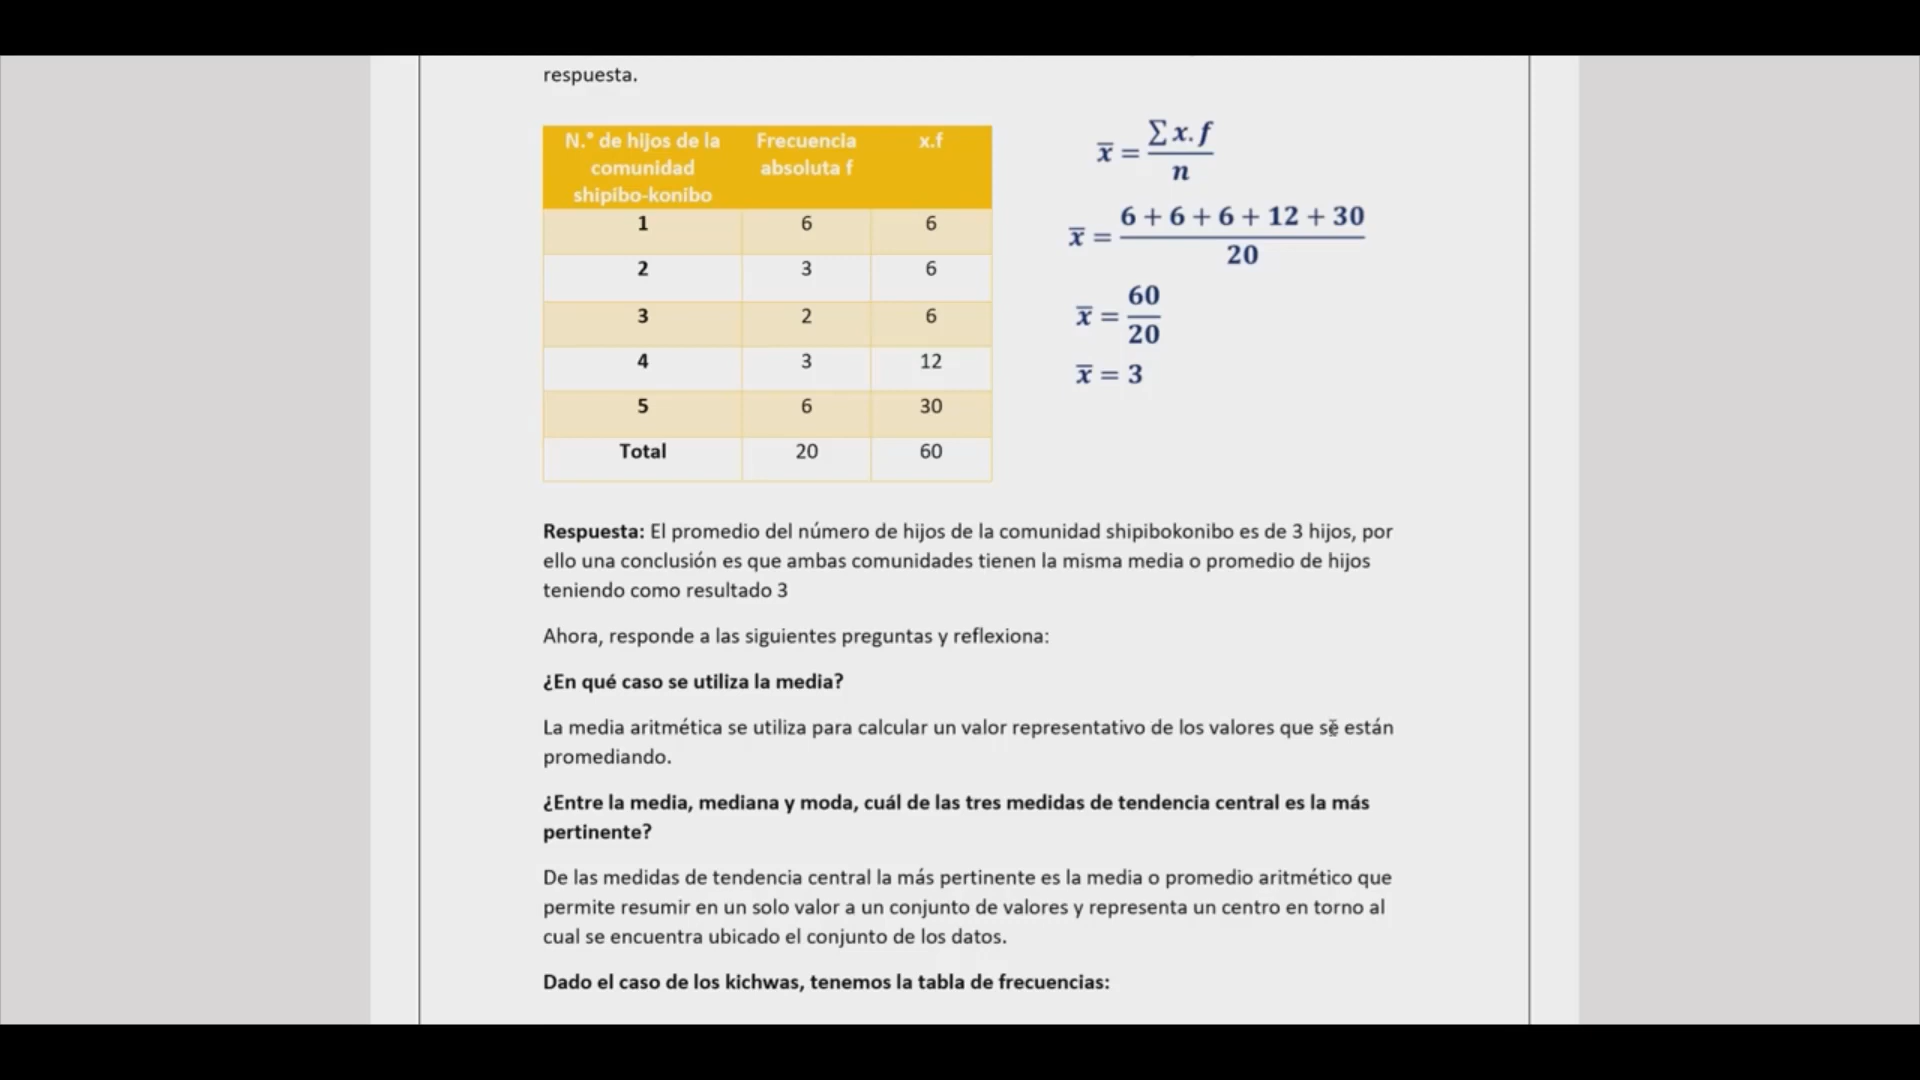 respuesta.
N.° de hijos de la comunidad shipibo-konibo | Frecuencia absoluta f | x.f
1 | 6 | 6
2 | 3 | 6
3 | 2 | 6
4 | 3 | 12
5 | 6 | 30
Total | 20 | 60
x̅ = ∑ x. f / n
x̅ = 6 + 6 + 6 + 12 + 30 / 20
x̅ = 60 / 20
x̅ = 3
Respuesta: El promedio del número de hijos de la comunidad shipibokonibo es de 3 hijos, por
ello una conclusión es que ambas comunidades tienen la misma media o promedio de hijos
teniendo como resultado 3
Ahora, responde a las siguientes preguntas y reflexiona:
¿En qué caso se utiliza la media?
La media aritmética se utiliza para calcular un valor representativo de los valores que se están
promediando.
¿Entre la media, mediana y moda, cuál de las tres medidas de tendencia central es la más
pertinente?
De las medidas de tendencia central la más pertinente es la media o promedio aritmético que
permite resumir en un solo valor a un conjunto de valores y representa un centro en torno al
cual se encuentra ubicado el conjunto de los datos.
Dado el caso de los kichwas, tenemos la tabla de frecuencias: